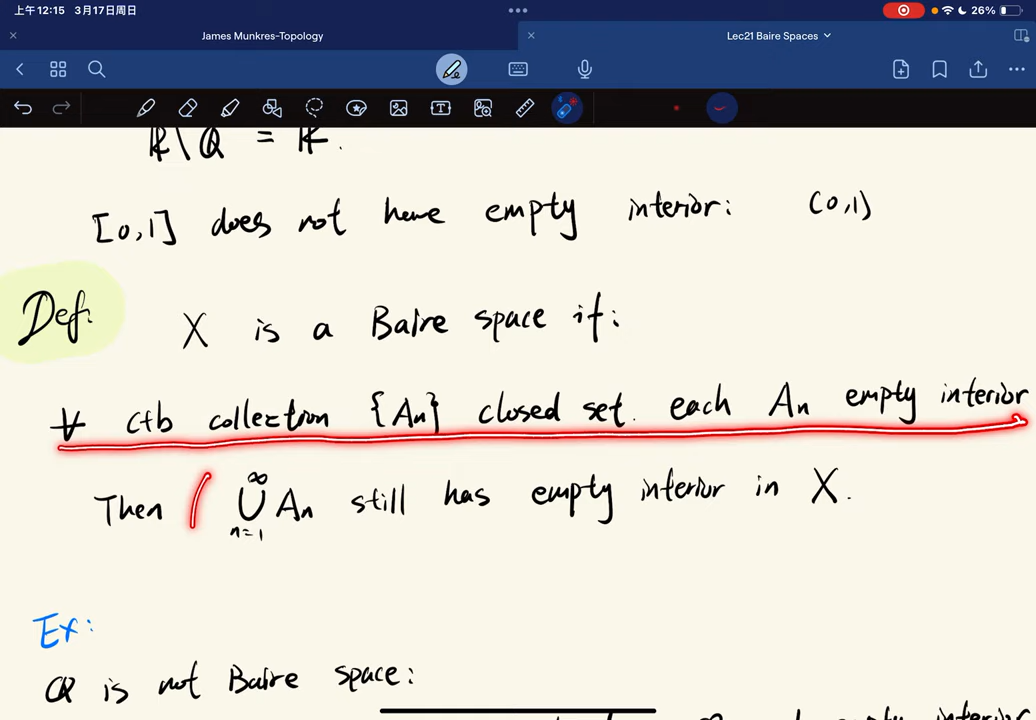 上午12:15 3月17日周日
26%
James Munkres-Topology
Lec21 Baire Spaces
ℝ\ℚ = ℝ.
[0,1] does not have empty interior: (0,1)
Def: X is a Baire space if:
∀ ctb collection {An} closed set. each An empty interior
Then ∞⋃n=1 An still has empty interior in X.
Ex:
ℚ is not Baire space:
empty interior